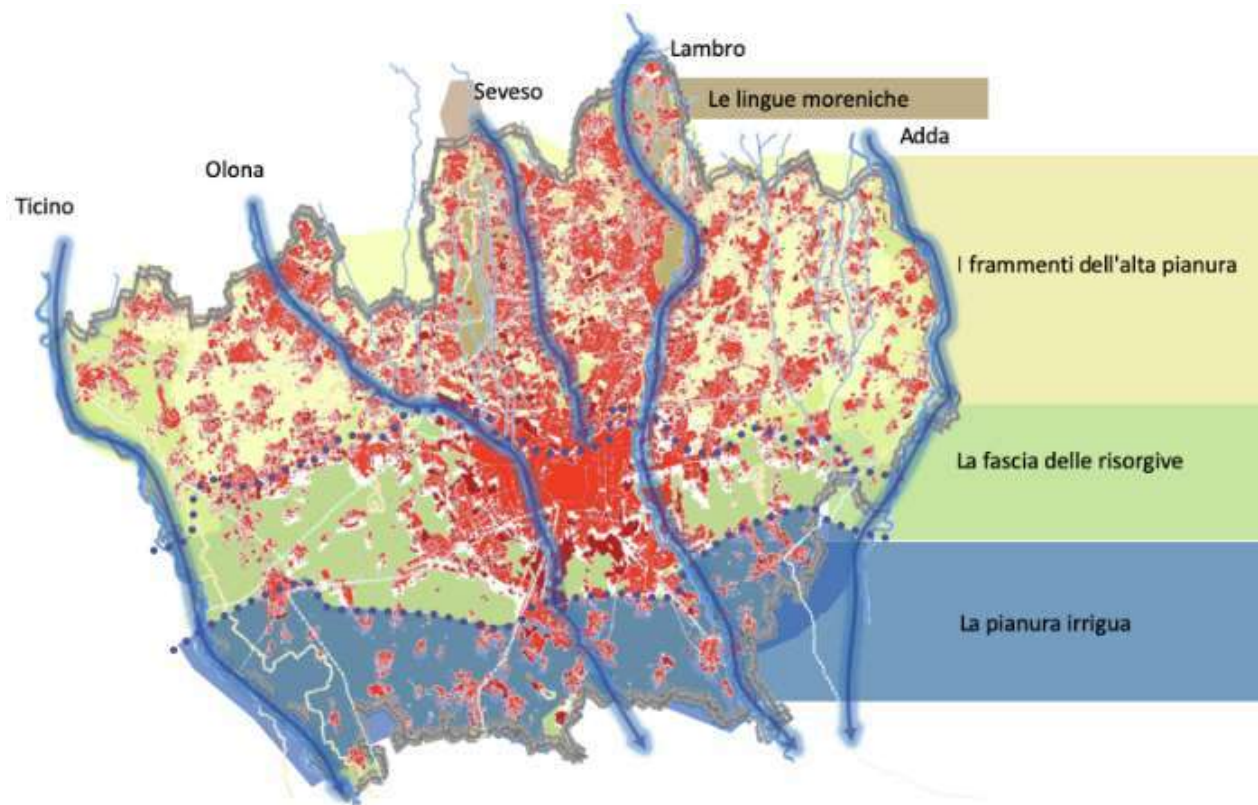 Lambro
Le lingue moreniche
Seveso
Adda
Olona
Ticino
I frammenti dell'alta pianura
La fascia delle risorgive
La pianura irrigua